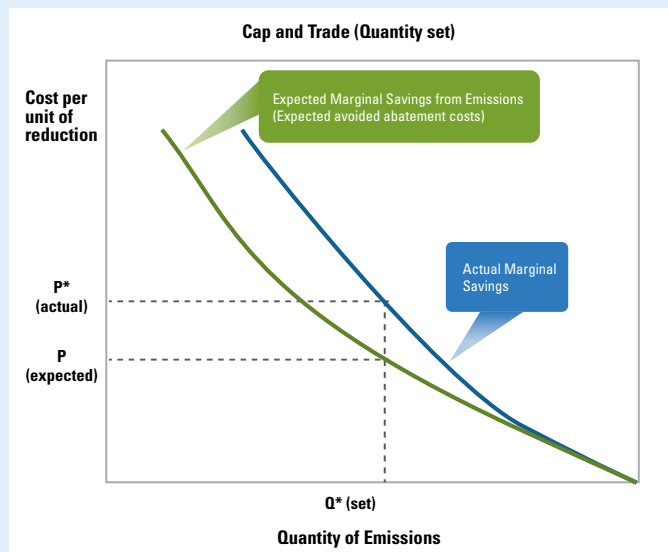 Cap and Trade (Quantity set)
Cost per
unit of
reduction
Expected Marginal Savings from Emissions
(Expected avoided abatement costs)
Actual Marginal
Savings
P*
(actual)
P
(expected)
Q* (set)
Quantity of Emissions